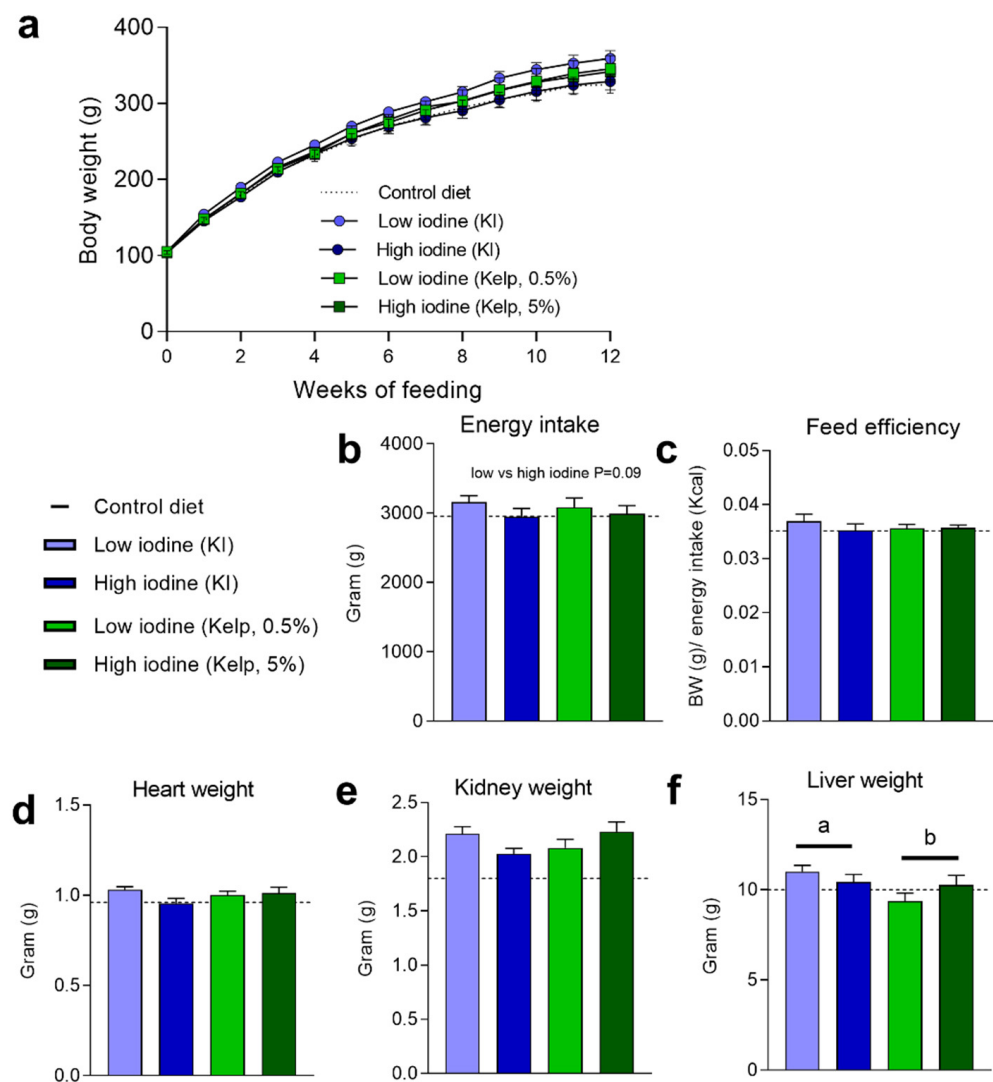 a
400
300
200
100
0
Body weight (g)
Control diet
Low iodine (KI)
High iodine (KI)
Low iodine (Kelp, 0.5%)
High iodine (Kelp, 5%)
0 2 4 6 8 10 12
Weeks of feeding
Control diet
Low iodine (KI)
High iodine (KI)
Low iodine (Kelp, 0.5%)
High iodine (Kelp, 5%)
b
Energy intake
low vs high iodine P=0.09
4000
3000
2000
1000
0
Gram (g)
c
Feed efficiency
0.05
0.04
0.03
0.02
0.01
0.00
BW (g)/ energy intake (Kcal)
d
Heart weight
1.5
1.0
0.5
0.0
Gram (g)
e
Kidney weight
2.5
2.0
1.5
1.0
0.5
0.0
Gram (g)
f
Liver weight
a
b
15
10
5
0
Gram (g)